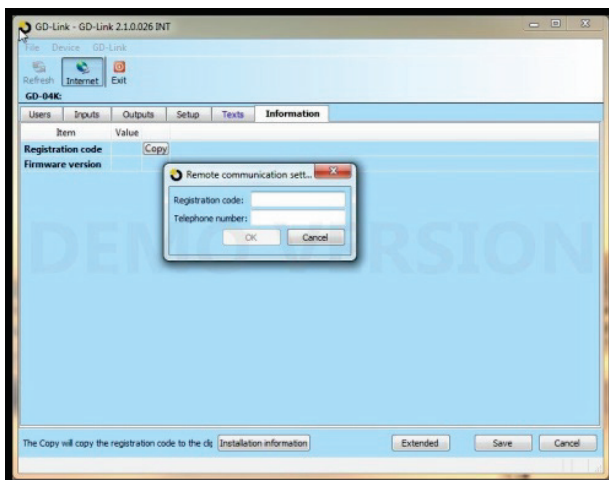 GD-Link - GD-Link 2.1.0.026 INT
File Device GD-Link
Refresh Internet Exit
GD-04K:
Users Inputs Outputs Setup Texts Information
Item Value
Registration code Copy
Firmware version
Remote communication sett...
Registration code:
Telephone number:
OK Cancel
DEMO VERSION
The Copy will copy the registration code to the Installation information Extended Save Cancel